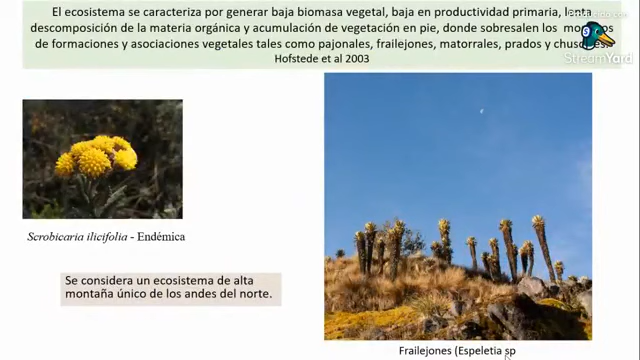 El ecosistema se caracteriza por generar baja biomasa vegetal, baja en productividad primaria, lenta
descomposición de la materia orgánica y acumulación de vegetación en pie, donde sobresalen los
de formaciones y asociaciones vegetales tales como pajonales, frailejones, matorrales, prados y
Hofstede et al 2003
StreamYard
Scrobicaria ilicifolia - Endémica
Se considera un ecosistema de alta
montaña único de los andes del norte.
Frailejones (Espeletia sp